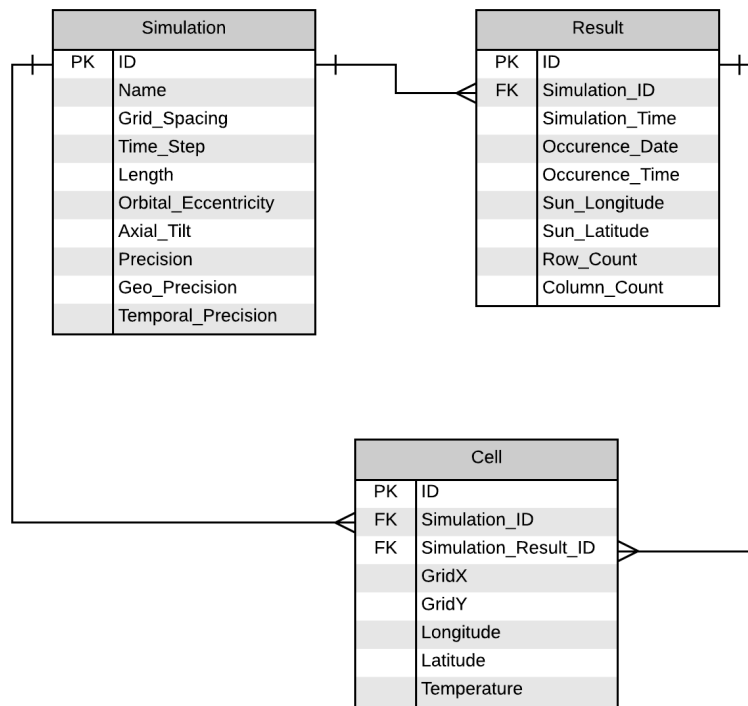 Simulation
PK ID
Name
Grid_Spacing
Time_Step
Length
Orbital_Eccentricity
Axial_Tilt
Precision
Geo_Precision
Temporal_Precision
Result
PK ID
FK Simulation_ID
Simulation_Time
Occurence_Date
Occurence_Time
Sun_Longitude
Sun_Latitude
Row_Count
Column_Count
Cell
PK ID
FK Simulation_ID
FK Simulation_Result_ID
GridX
GridY
Longitude
Latitude
Temperature